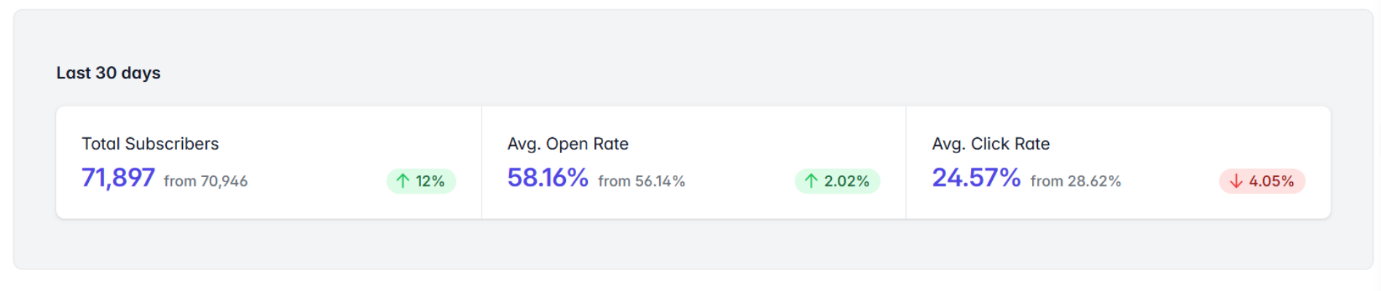 Last 30 days
Total Subscribers
71,897 from 70,946
12%
Avg. Open Rate
58.16% from 56.14%
2.02%
Avg. Click Rate
24.57% from 28.62%
4.05%